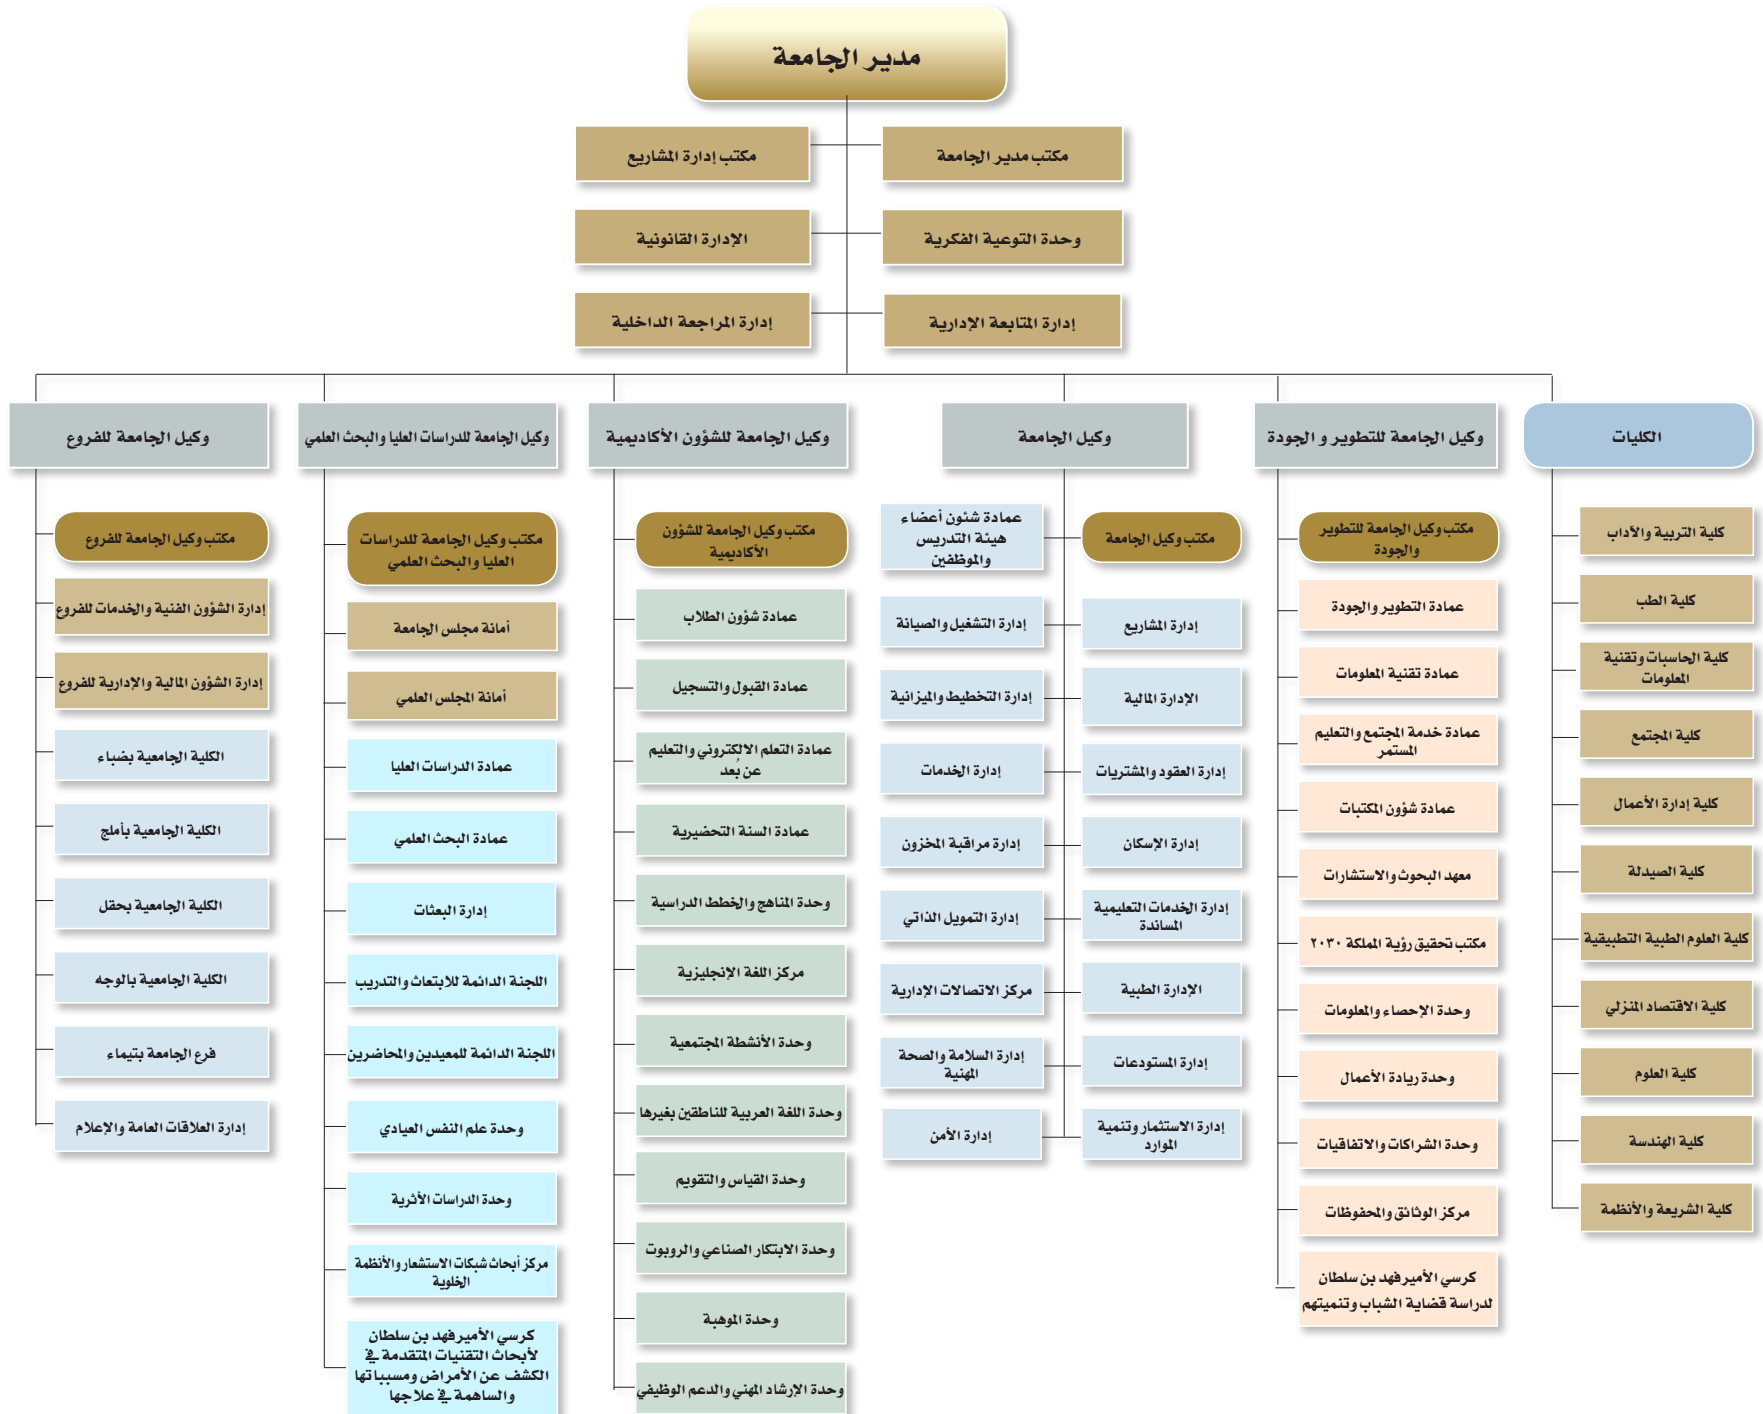 مدير الجامعة
مكتب مدير الجامعة
مكتب إدارة المشاريع
وحدة التوعية الفكرية
الإدارة القانونية
إدارة المتابعة الإدارية
إدارة المراجعة الداخلية
الكليات
كلية التربية والآداب
كلية الطب
كلية الحاسبات وتقنية
المعلومات
كلية المجتمع
كلية إدارة الأعمال
كلية الصيدلة
كلية العلوم الطبية التطبيقية
كلية الاقتصاد المنزلي
كلية العلوم
كلية الهندسة
كلية الشريعة والأنظمة
وكيل الجامعة للتطوير و الجودة
مكتب وكيل الجامعة للتطوير
والجودة
عمادة التطوير والجودة
عمادة تقنية المعلومات
عمادة خدمة المجتمع والتعليم
المستمر
عمادة شؤون المكتبات
معهد البحوث والاستشارات
مكتب تحقيق رؤية المملكة ٢٠٣٠
وحدة الإحصاء والمعلومات
وحدة ريادة الأعمال
وحدة الشراكات والاتفاقيات
مركز الوثائق والمحفوظات
كرسي الأمير فهد بن سلطان
لدراسة قضاية الشباب وتنميتهم
وكيل الجامعة
مكتب وكيل الجامعة
عمادة شئون أعضاء
هيئة التدريس
والموظفين
إدارة المشاريع
إدارة التشغيل والصيانة
الإدارة المالية
إدارة التخطيط والميزانية
إدارة العقود والمشتريات
إدارة الخدمات
إدارة الإسكان
إدارة مراقبة المخزون
إدارة الخدمات التعليمية
المساندة
إدارة التمويل الذاتي
الإدارة الطبية
مركز الاتصالات الإدارية
إدارة المستودعات
إدارة السلامة والصحة
المهنية
إدارة الاستثمار وتنمية
الموارد
إدارة الأمن
وكيل الجامعة للشؤون الأكاديمية
مكتب وكيل الجامعة للشؤون
الأكاديمية
عمادة شؤون الطلاب
عمادة القبول والتسجيل
عمادة التعلم الالكتروني والتعليم
عن بُعد
عمادة السنة التحضيرية
وحدة المناهج والخطط الدراسية
مركز اللغة الإنجليزية
وحدة الأنشطة المجتمعية
وحدة اللغة العربية للناطقين بغيرها
وحدة القياس والتقويم
وحدة الابتكار الصناعي والروبوت
وحدة الموهبة
وحدة الإرشاد المهني والدعم الوظيفي
وكيل الجامعة للدراسات العليا والبحث العلمي
مكتب وكيل الجامعة للدراسات
العليا والبحث العلمي
أمانة مجلس الجامعة
أمانة المجلس العلمي
عمادة الدراسات العليا
عمادة البحث العلمي
إدارة البعثات
اللجنة الدائمة للابتعاث والتدريب
اللجنة الدائمة للمعيدين والمحاضرين
وحدة علم النفس العيادي
وحدة الدراسات الأثرية
مركز أبحاث شبكات الاستشعار والأنظمة
الخلوية
كرسي الأمير فهد بن سلطان
لأبحاث التقنيات المتقدمة في
الكشف عن الأمراض ومسبباتها
والساهمة في علاجها
وكيل الجامعة للفروع
مكتب وكيل الجامعة للفروع
إدارة الشؤون الفنية والخدمات للفروع
إدارة الشؤون المالية والإدارية للفروع
الكلية الجامعية بضباء
الكلية الجامعية بأملج
الكلية الجامعية بحقل
الكلية الجامعية بالوجه
فرع الجامعة بتيماء
إدارة العلاقات العامة والإعلام